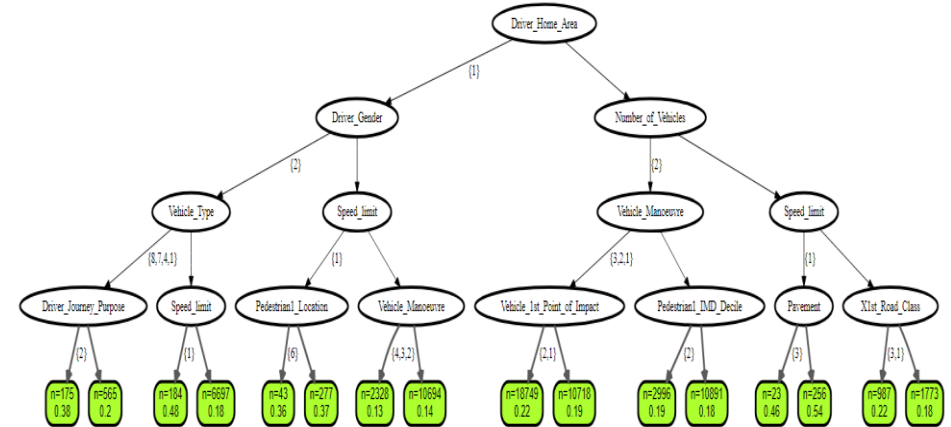 Driver_Home_Area
{1}
Driver_Gender
Number_of_Vehicles
{2}
{2}
Vehicle_Type
Speed_limit
Vehicle_Manoeuvre
Speed_limit
{8,7,4,1}
{1}
{3,2,1}
{1}
Driver_Journey_Purpose
Speed_limit
Pedestrian1_Location
Vehicle_Manoeuvre
Vehicle_1st_Point_of_Impact
Pedestrian1_IMD_Decile
Pavement
X1st_Road_Class
{2}
{1}
{6}
{4,3,2}
{2,1}
{2}
{3}
{3,1}
n=175
0.38
n=565
0.2
n=184
0.48
n=6697
0.18
n=43
0.36
n=277
0.37
n=2328
0.13
n=10694
0.14
n=18749
0.22
n=10718
0.19
n=2996
0.19
n=10891
0.18
n=23
0.46
n=256
0.54
n=987
0.22
n=1773
0.18